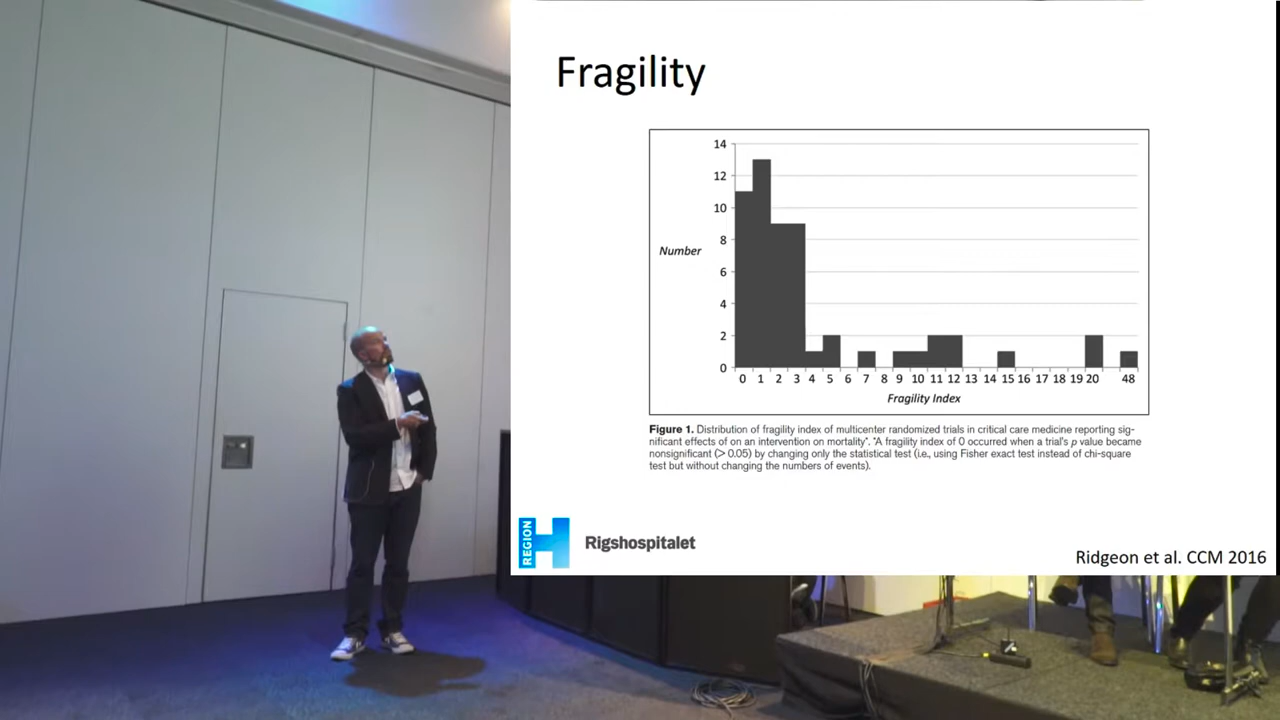 Fragility
14
12
10
8
6
4
2
0
Number
0 1 2 3 4 5 6 7 8 9 10 11 12 13 14 15 16 17 18 19 20 48
Fragility Index
Figure 1. Distribution of fragility index of multicenter randomized trials in critical care medicine reporting sig-
nificant effects of on an intervention on mortality*. *A fragility index of 0 occurred when a trial's p value became
nonsignificant (> 0.05) by changing only the statistical test (i.e., using Fisher exact test instead of chi-square
test but without changing the numbers of events).
REGION
H
Rigshospitalet
Ridgeon et al. CCM 2016